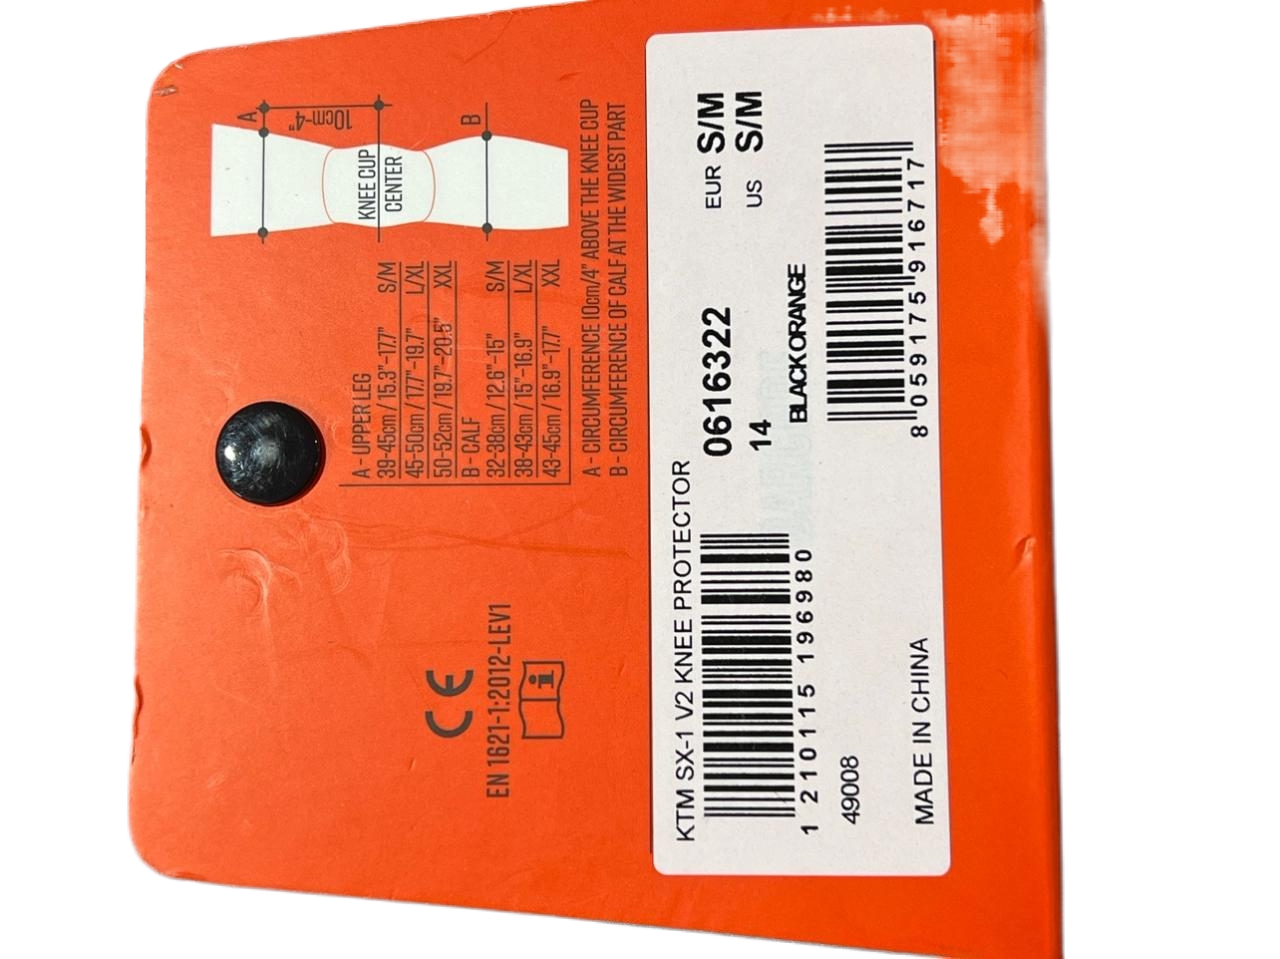 A
10cm-4"
KNEE CUP
CENTER
B
A - UPPER LEG
39-45cm / 15.3"-17.7" S/M
45-50cm / 17.7"-19.7" L/XL
50-52cm / 19.7"-20.5" XXL
B - CALF
32-38cm / 12.6"-15" S/M
38-43cm / 15"-16.9" L/XL
43-45cm / 16.9"-17.7" XXL
A - CIRCUMFERENCE 10cm/4" ABOVE THE KNEE CUP
B - CIRCUMFERENCE OF CALF AT THE WIDEST PART
CE
EN 1621-1:2012-LEV1
i
KTM SX-1 V2 KNEE PROTECTOR
0616322
14
BLACK ORANGE
EUR S/M
US S/M
1 210115 196980
8 059175 916717
49008
MADE IN CHINA